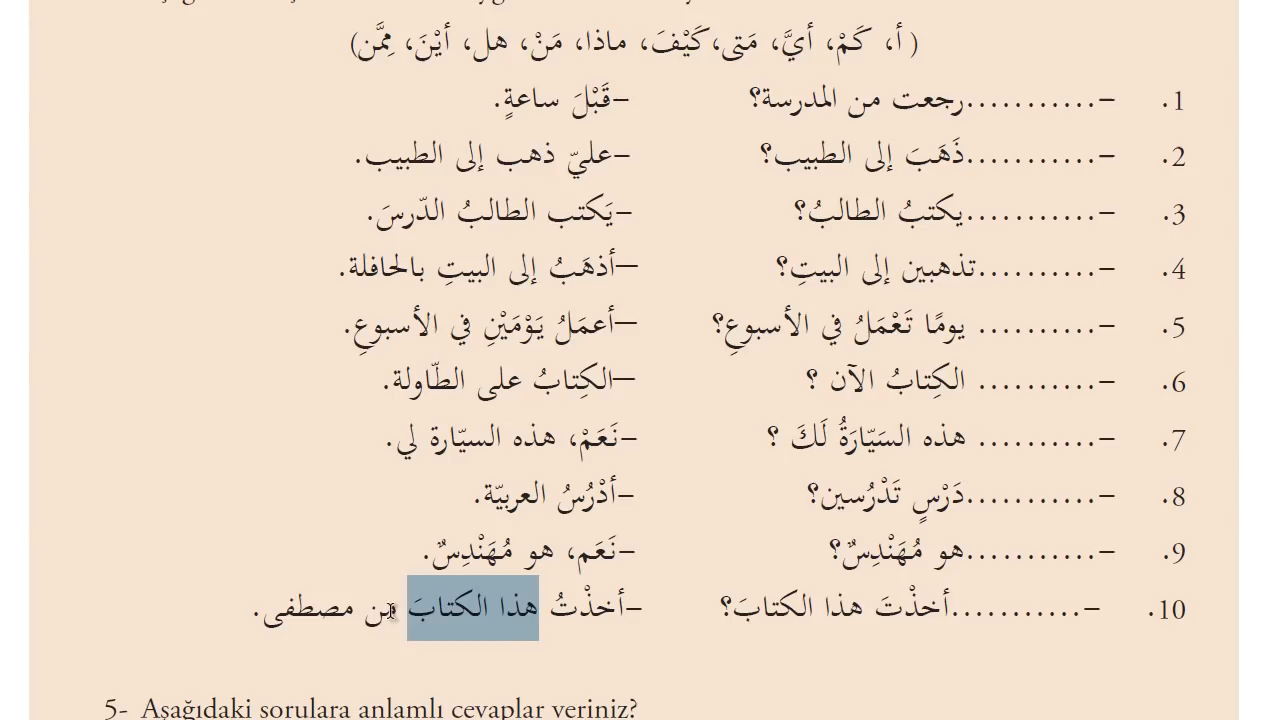 ( أ، كَمْ، أيَّ، مَتى، كَيْفَ، ماذا، مَنْ، هل، أيْنَ، مِمَّن)
1. –...........رجعت من المدرسة؟ –قَبْلَ ساعةٍ.
2. –...........ذَهَبَ إلى الطبيب؟ –عليّ ذهب إلى الطبيب.
3. –...........يكتبُ الطالبُ؟ –يَكتب الطالبُ الدّرسَ.
4. –..........تذهبين إلى البيتِ؟ –أذهَبُ إلى البيتِ بالحافلة.
5. –.......... يومًا تَعْمَلُ في الأسبوعِ؟ –أعمَلُ يَوْمَيْنِ في الأسبوعِ.
6. –.......... الكِتابُ الآن ؟ –الكِتابُ على الطّاولة.
7. –.......... هذه السَيّارَةُ لَكَ ؟ –نَعَمْ، هذه السيّارة لي.
8. –...........دَرْسٍ تَدْرُسين؟ –أدْرُسُ العربيّة.
9. –...........هو مُهَنْدِسٌ؟ –نَعَم، هو مُهَنْدِسٌ.
10. –...........أخذْتَ هذا الكتابَ؟ –أخذْتُ هذا الكتابَ من مصطفى.
5- Aşağıdaki sorulara anlamlı cevaplar veriniz?